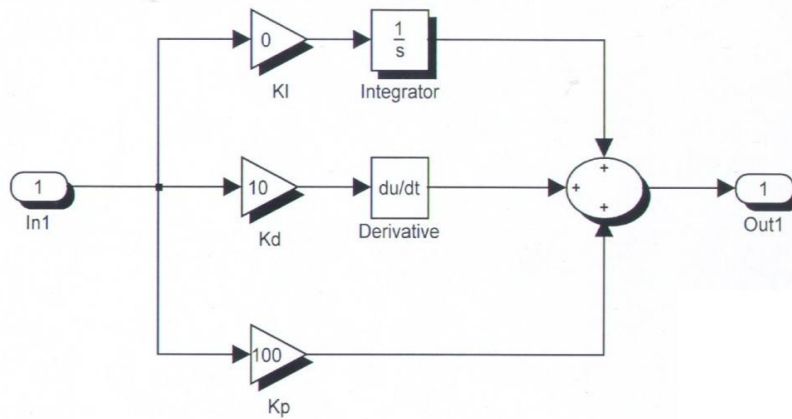 0
1
s
KI
Integrator
+
1
10
du/dt
+
1
In1
Kd
Derivative
+
Out1
100
Kp